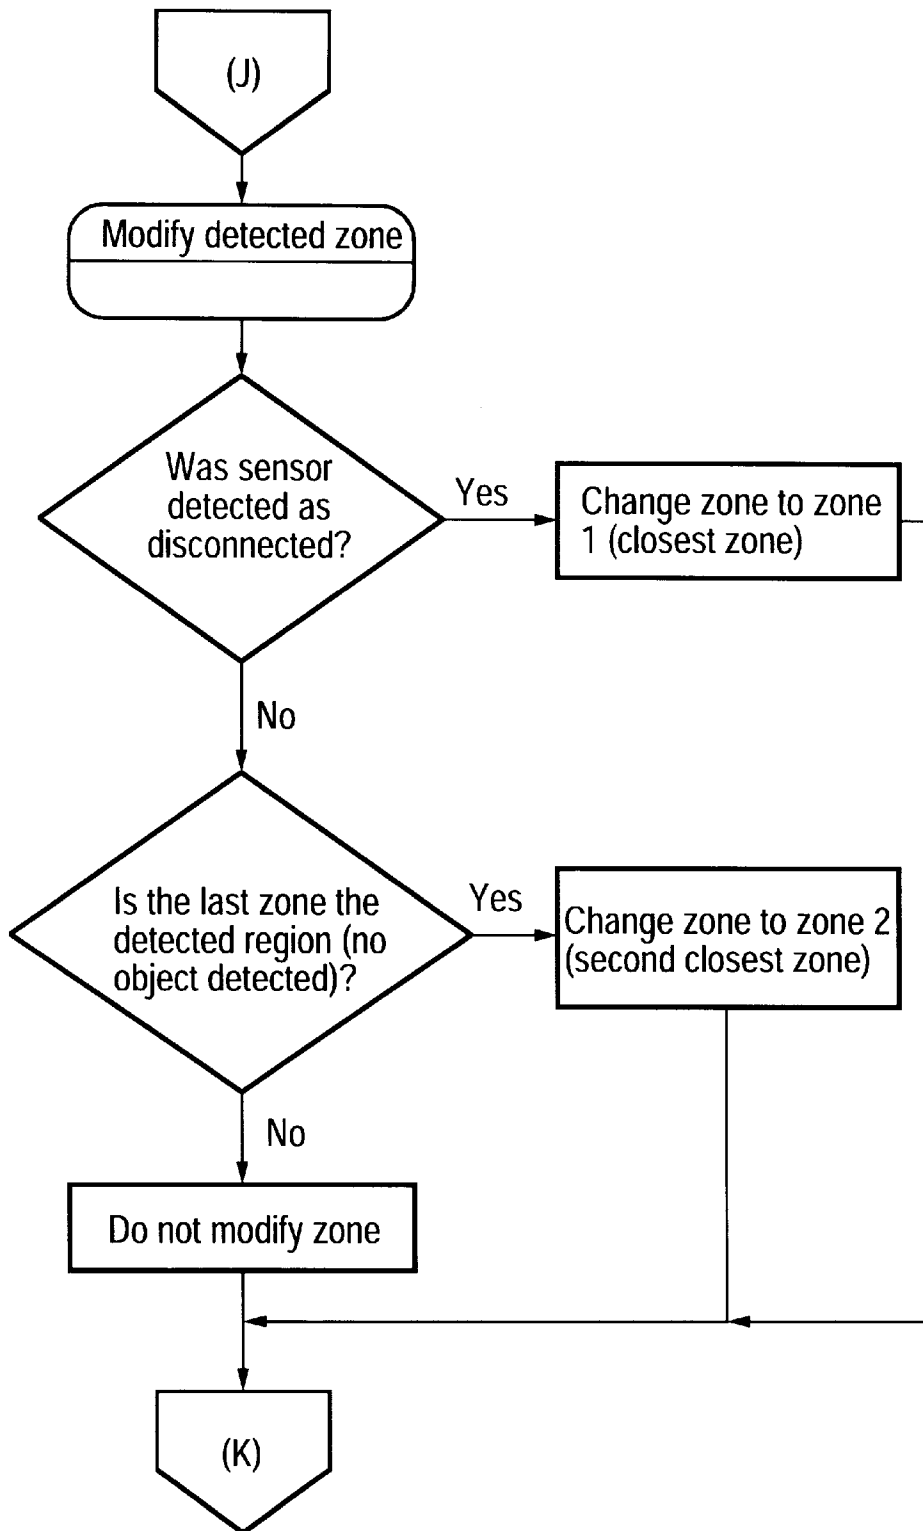 (J)
Modify detected zone
Was sensor
detected as
disconnected?
Yes
Change zone to zone
1 (closest zone)
No
Is the last zone the
detected region (no
object detected)?
Yes
Change zone to zone 2
(second closest zone)
No
Do not modify zone
(K)